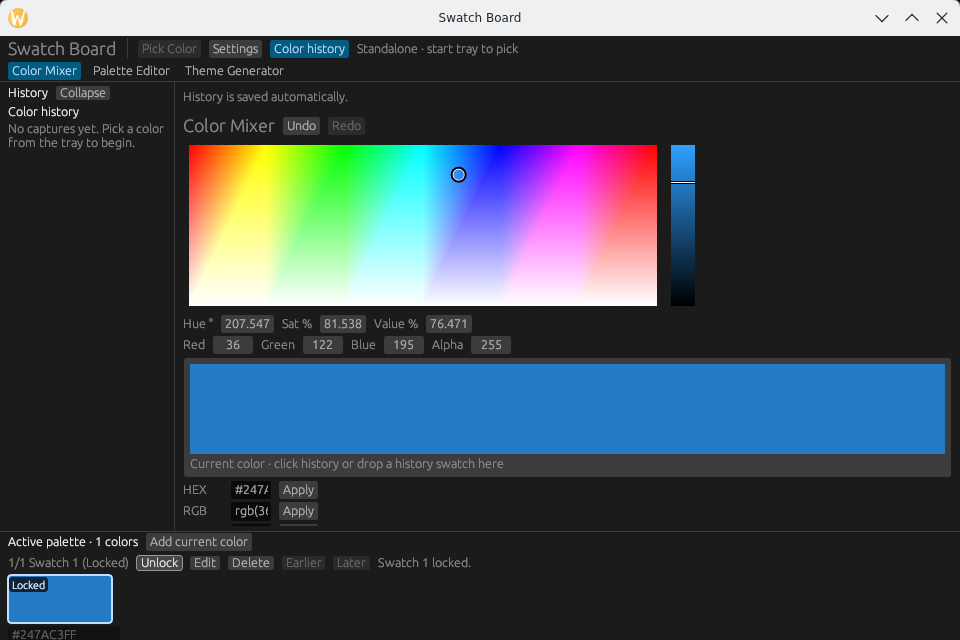 Swatch Board
Swatch Board Pick Color Settings Color history Standalone · start tray to pick
Color Mixer Palette Editor Theme Generator
History Collapse
Color history
No captures yet. Pick a color
from the tray to begin.
History is saved automatically.
Color Mixer Undo Redo
Hue ° 207.547 Sat % 81.538 Value % 76.471
Red 36 Green 122 Blue 195 Alpha 255
Current color · click history or drop a history swatch here
HEX #247A Apply
RGB rgb(36 Apply
Active palette · 1 colors Add current color
1/1 Swatch 1 (Locked) Unlock Edit Delete Earlier Later Swatch 1 locked.
Locked
#247AC3FF